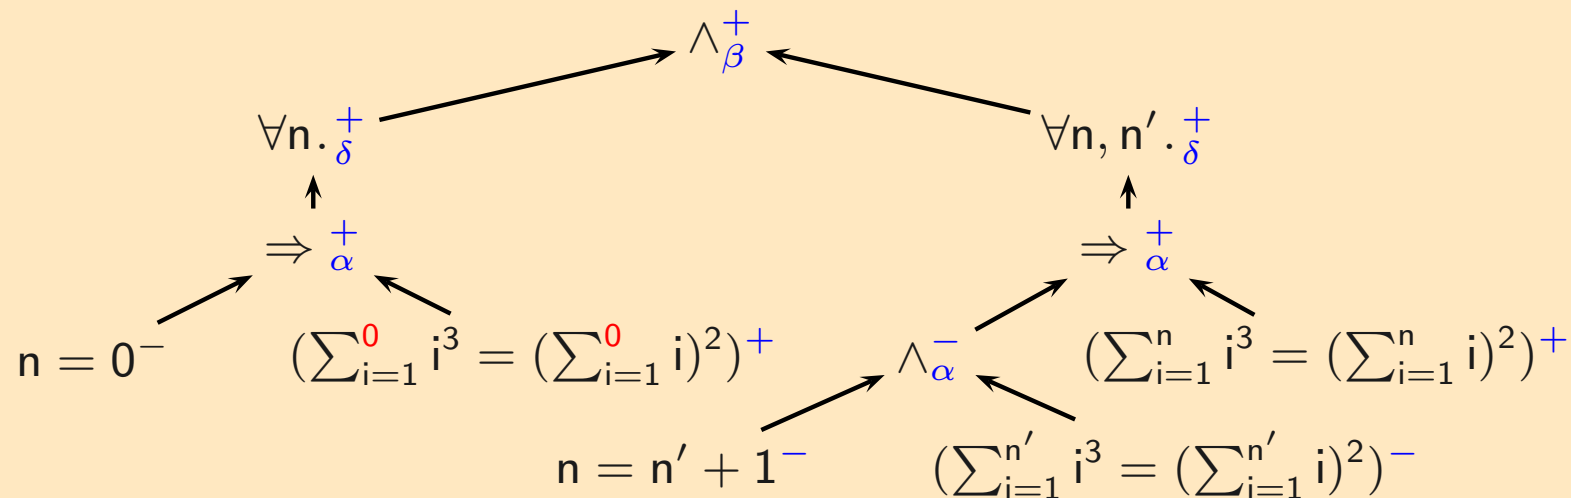 ∧⁺_β
∀n.⁺_δ ∀n, n′.⁺_δ
⇒⁺_α ⇒⁺_α
n = 0⁻ (∑_{i=1}^{0} i³ = (∑_{i=1}^{0} i)²)⁺ ∧⁻_α (∑_{i=1}^{n} i³ = (∑_{i=1}^{n} i)²)⁺
n = n′ + 1⁻ (∑_{i=1}^{n′} i³ = (∑_{i=1}^{n′} i)²)⁻